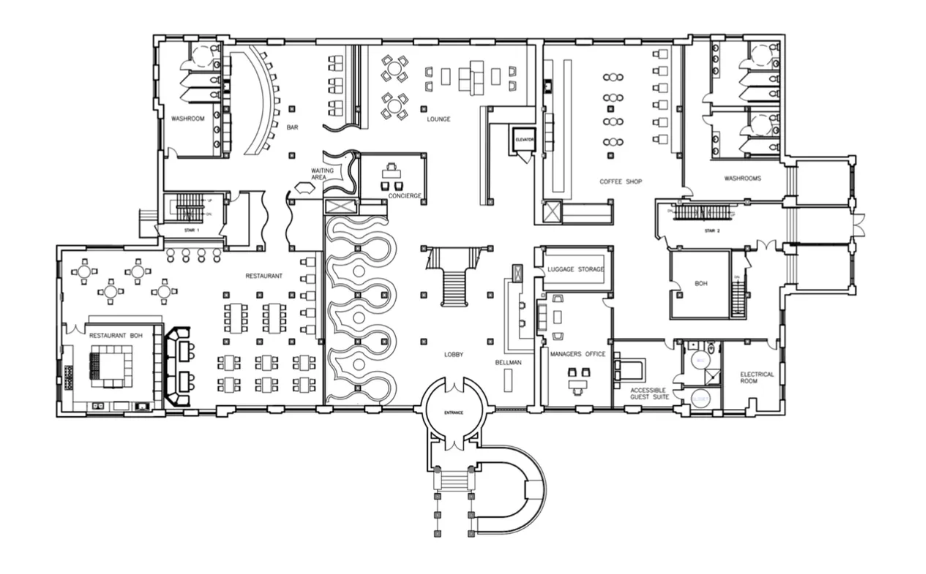 WASHROOM
BAR
LOUNGE
ELEVATOR
WAITING
AREA
CONCIERGE
COFFEE SHOP
WASHROOMS
STAIR 1
STAIR 2
RESTAURANT
LUGGAGE STORAGE
BOH
RESTAURANT BOH
LOBBY
BELLMAN
MANAGERS OFFICE
ACCESSIBLE
GUEST SUITE
ELECTRICAL
ROOM
ENTRANCE